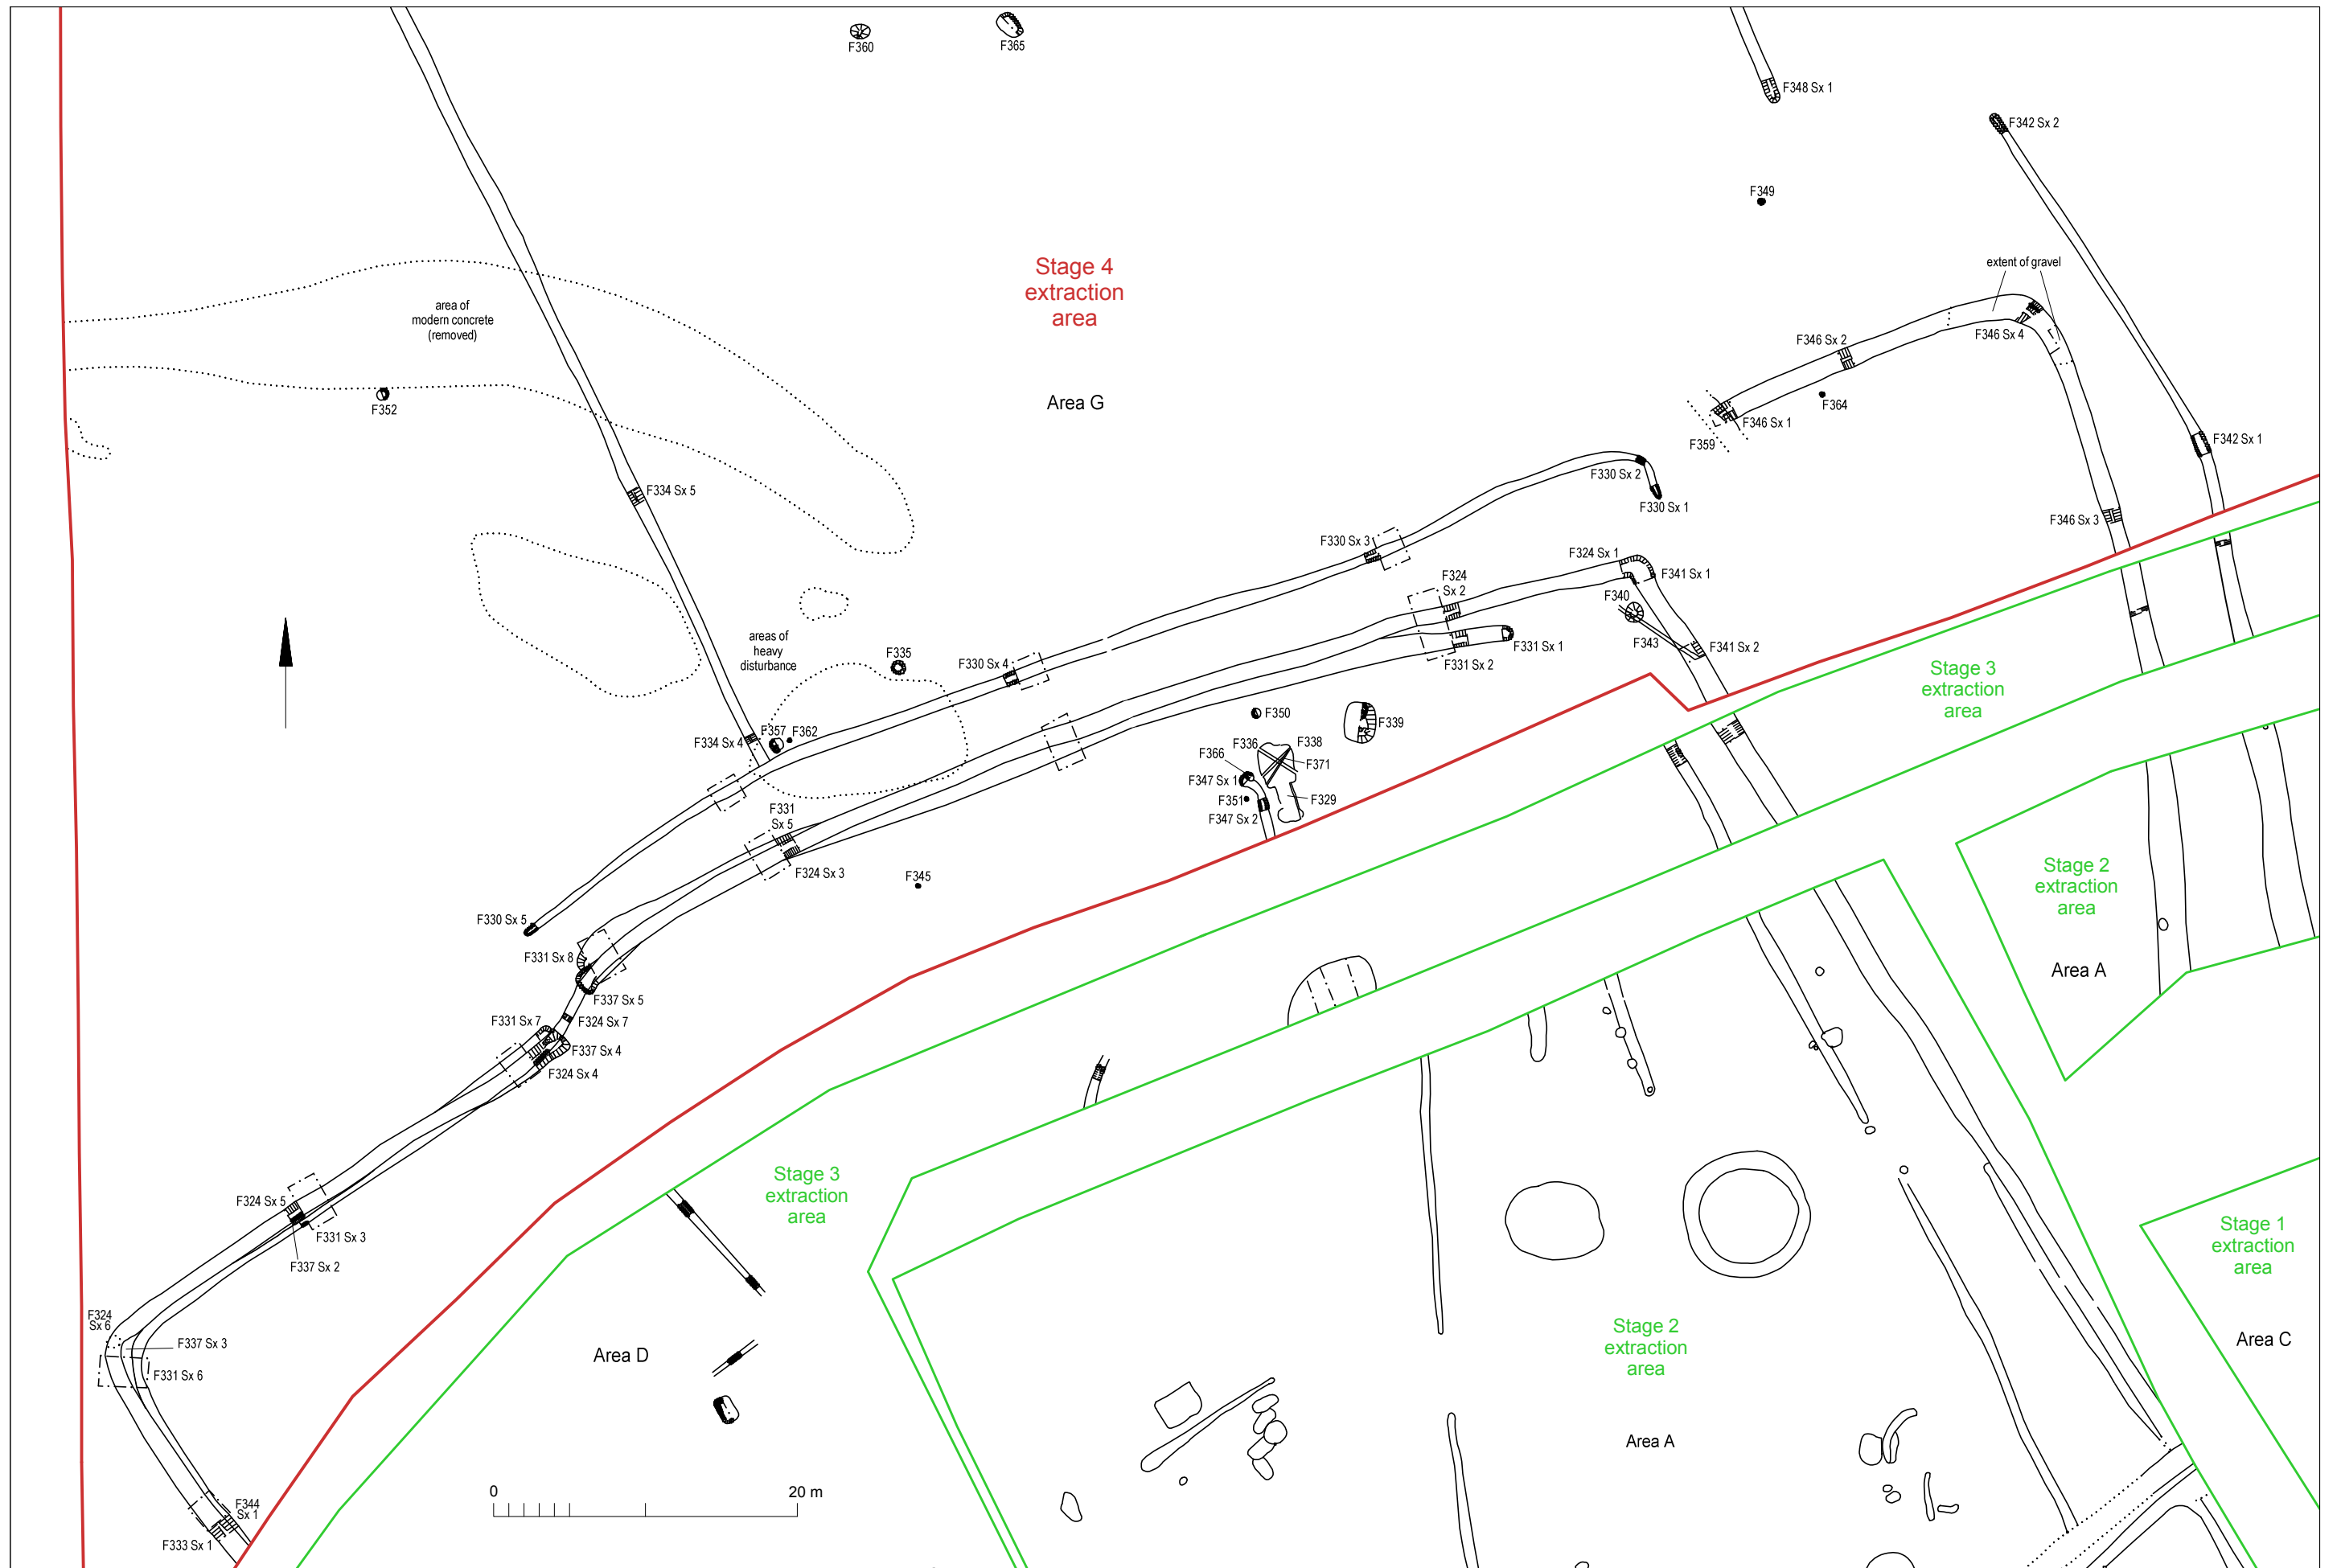 F360
F365
F348 Sx 1
F342 Sx 2
F349
Stage 4
extraction
area
extent of gravel
area of
modern concrete
(removed)
F346 Sx 2
F346 Sx 4
Area G
F352
F364
F346 Sx 1
F359
F342 Sx 1
F334 Sx 5
F330 Sx 2
F330 Sx 1
F346 Sx 3
F330 Sx 3
F324 Sx 1
F341 Sx 1
F324
Sx 2
F340
F343
F341 Sx 2
F331 Sx 1
F331 Sx 2
areas of
heavy
disturbance
F335
F330 Sx 4
Stage 3
extraction
area
F350
F339
F357
F362
F334 Sx 4
F336
F338
F366
F371
F347 Sx 1
F351
F329
F347 Sx 2
F331
Sx 5
F324 Sx 3
F345
Stage 2
extraction
area
Area A
F330 Sx 5
F331 Sx 8
F337 Sx 5
F331 Sx 7
F324 Sx 7
F337 Sx 4
F324 Sx 4
Stage 3
extraction
area
F324 Sx 5
F331 Sx 3
F337 Sx 2
Stage 1
extraction
area
F324
Sx 6
F337 Sx 3
F331 Sx 6
Area D
Stage 2
extraction
area
Area C
Area A
0
20 m
F344
Sx 1
F333 Sx 1